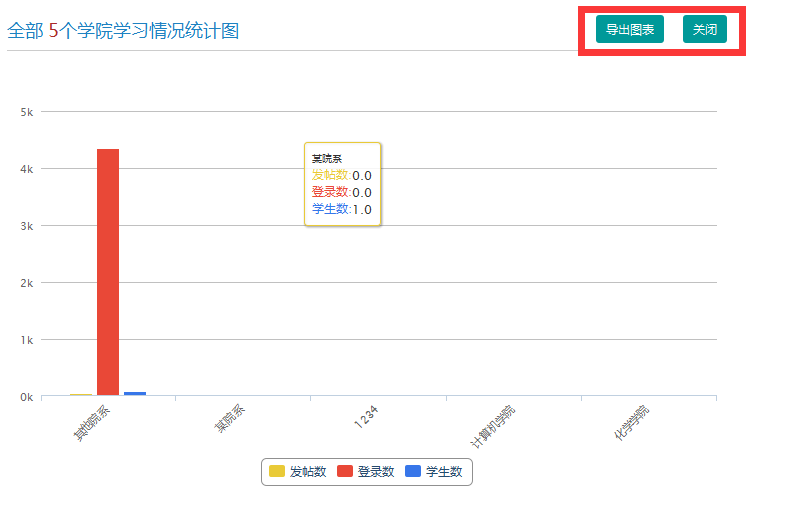 全部 5个学院学习情况统计图
导出图表
关闭
5k
4k
3k
2k
1k
0k
某院系
发帖数:0.0
登录数:0.0
学生数:1.0
其他院系
某院系
1234
计算机学院
化学学院
发帖数 登录数 学生数